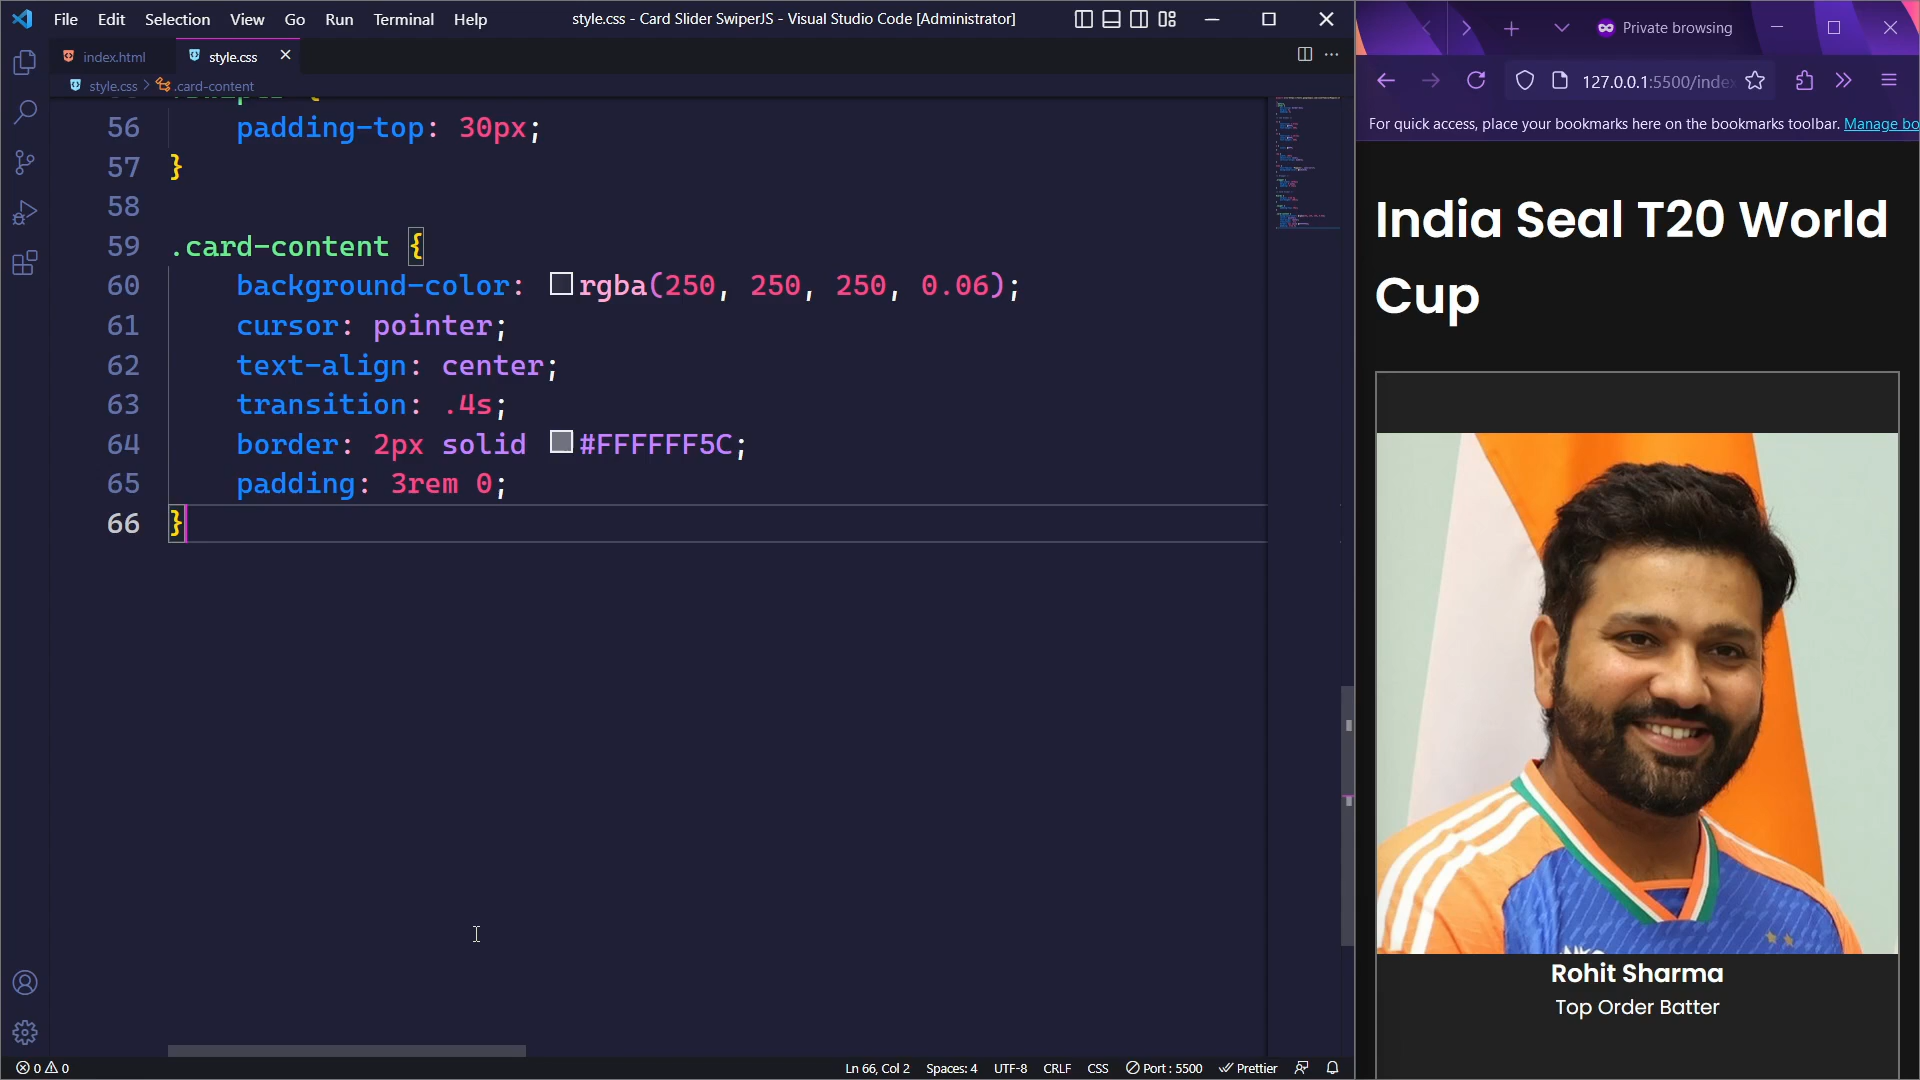 File Edit Selection View Go Run Terminal Help
style.css - Card Slider SwiperJS - Visual Studio Code [Administrator]
index.html
style.css
style.css > .card-content
56 padding-top: 30px;
57 }
58
59 .card-content {
60 background-color: rgba(250, 250, 250, 0.06);
61 cursor: pointer;
62 text-align: center;
63 transition: .4s;
64 border: 2px solid #FFFFFF5C;
65 padding: 3rem 0;
66 }
0 0
Ln 66, Col 2 Spaces: 4 UTF-8 CRLF CSS Port : 5500 Prettier
Private browsing
127.0.0.1:5500/inde
For quick access, place your bookmarks here on the bookmarks toolbar. Manage bo
India Seal T20 World
Cup
Rohit Sharma
Top Order Batter